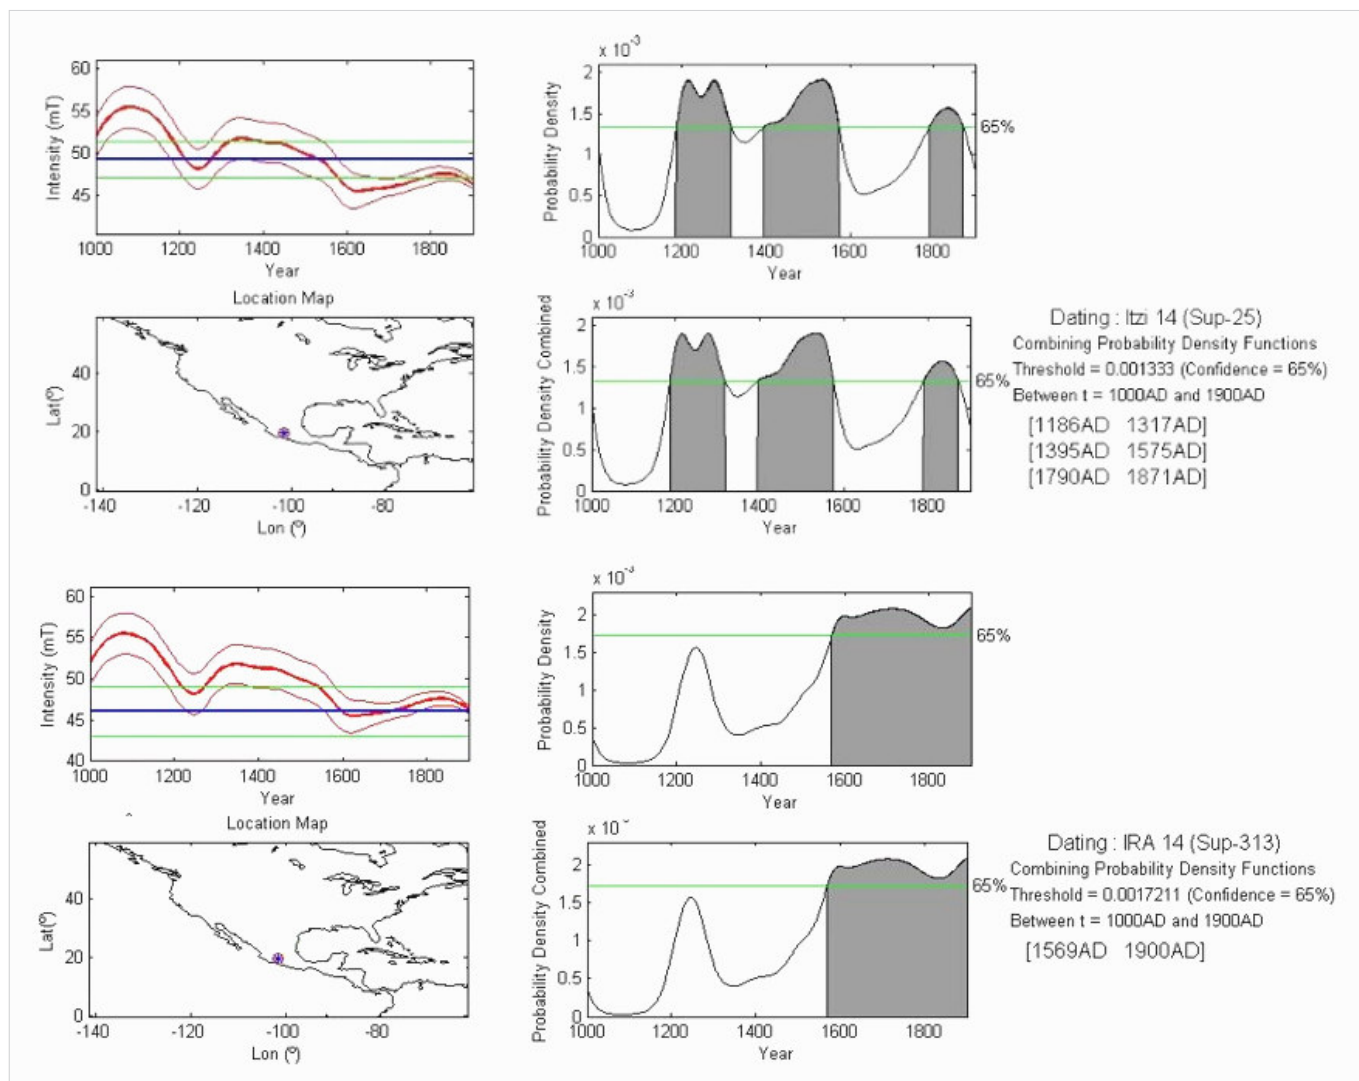 x 10⁻³
60
55
50
45
Intensity (mT)
1000 1200 1400 1600 1800
Year
2
1.5
1
0.5
0
Probability Density
65%
1000 1200 1400 1600 1800
Year
Location Map
40
20
0
Lat(º)
-140 -120 -100 -80
Lon (º)
x 10⁻³
2
1.5
1
0.5
0
Probability Density Combined
65%
1000 1200 1400 1600 1800
Year
Dating : Itzi 14 (Sup-25)
Combining Probability Density Functions
Threshold = 0.001333 (Confidence = 65%)
Between t = 1000AD and 1900AD
[1186AD 1317AD]
[1395AD 1575AD]
[1790AD 1871AD]
60
55
50
45
40
Intensity (mT)
1000 1200 1400 1600 1800
Year
x 10⁻³
2
1.5
1
0.5
0
Probability Density
65%
1000 1200 1400 1600 1800
Year
Location Map
40
20
0
Lat(º)
-140 -120 -100 -80
Lon (º)
x 10
2
1.5
1
0.5
0
Probability Density Combined
65%
1000 1200 1400 1600 1800
Year
Dating : IRA 14 (Sup-313)
Combining Probability Density Functions
Threshold = 0.0017211 (Confidence = 65%)
Between t = 1000AD and 1900AD
[1569AD 1900AD]